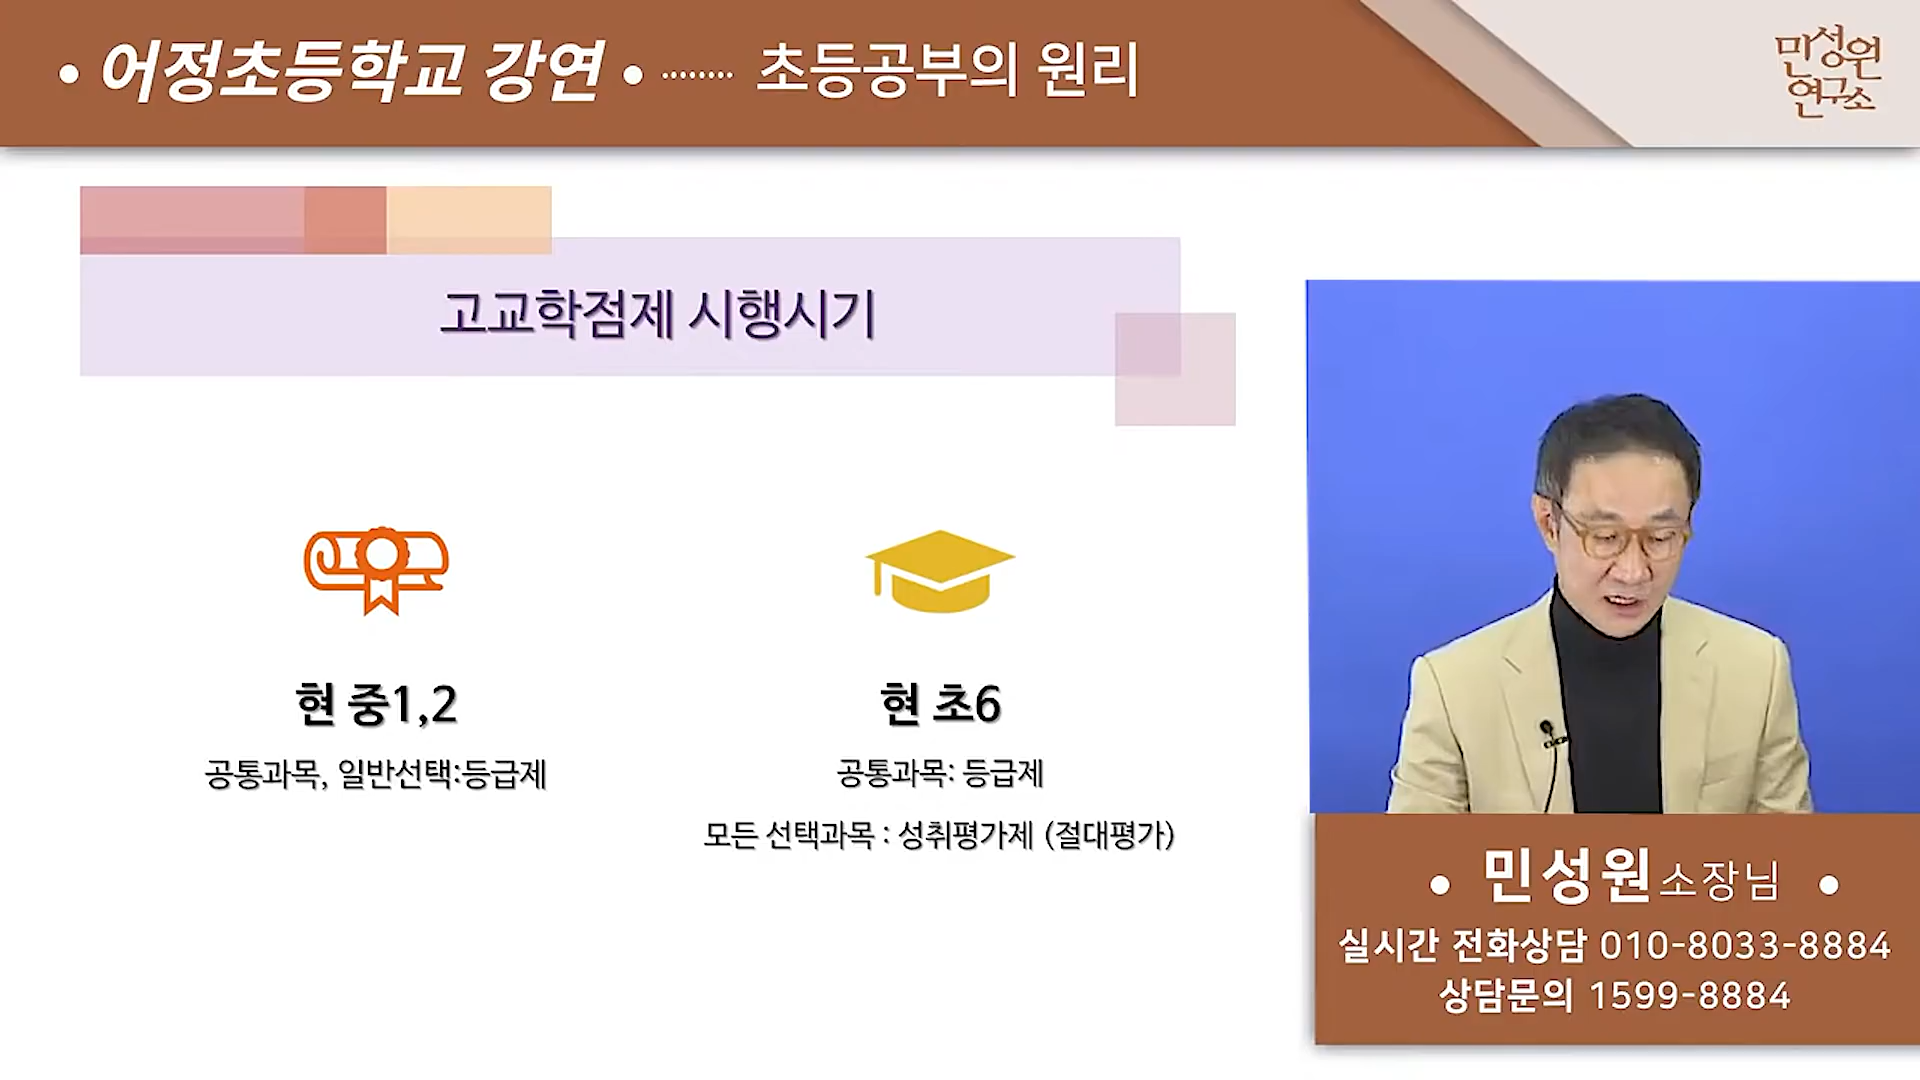 • 어정초등학교 강연 • ········ 초등공부의 원리
민성원
연구소
고교학점제 시행시기
현 중1,2
공통과목, 일반선택:등급제
현 초6
공통과목: 등급제
모든 선택과목 : 성취평가제 (절대평가)
• 민성원 소장님 •
실시간 전화상담 010-8033-8884
상담문의 1599-8884